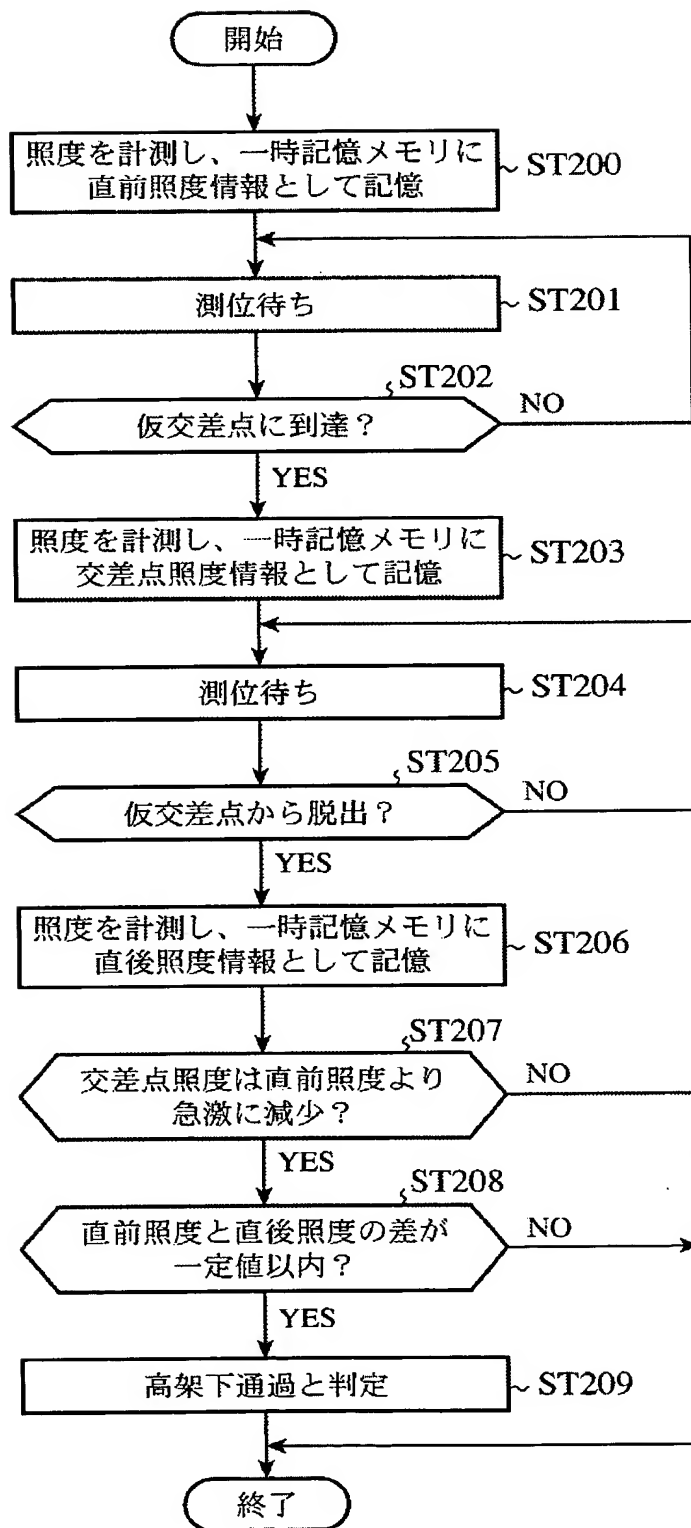 開始
照度を計測し、一時記憶メモリに
直前照度情報として記憶
ST200
測位待ち
ST201
ST202
仮交差点に到達？
NO
YES
照度を計測し、一時記憶メモリに
交差点照度情報として記憶
ST203
測位待ち
ST204
ST205
仮交差点から脱出？
NO
YES
照度を計測し、一時記憶メモリに
直後照度情報として記憶
ST206
ST207
交差点照度は直前照度より
急激に減少？
NO
YES
ST208
直前照度と直後照度の差が
一定値以内？
NO
YES
高架下通過と判定
ST209
終了